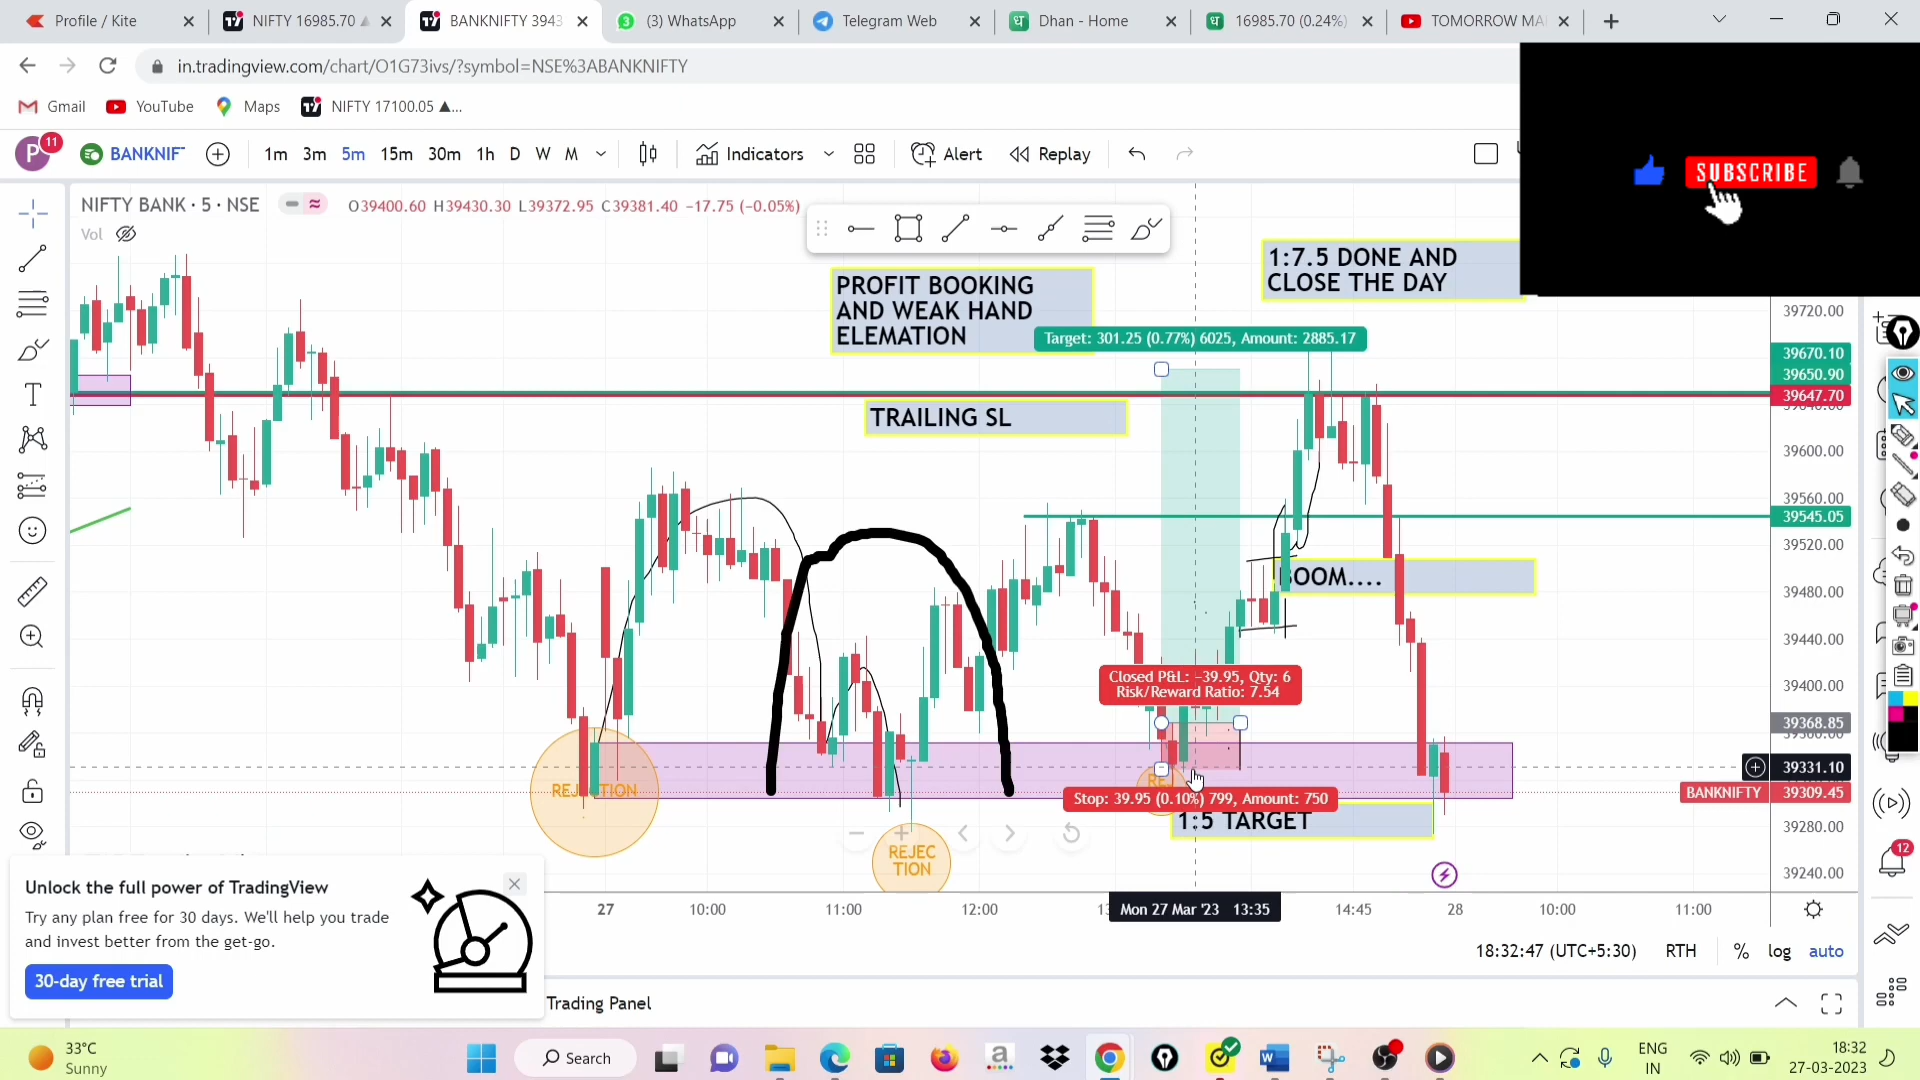 Profile / Kite
NIFTY 16985.70
BANKNIFTY 3943
(3) WhatsApp
Telegram Web
Dhan - Home
16985.70 (0.24%)
TOMORROW MA
in.tradingview.com/chart/O1G73ivs/?symbol=NSE%3ABANKNIFTY
Gmail
YouTube
Maps
NIFTY 17100.05 ▲...
P
11
BANKNIF
1m 3m 5m 15m 30m 1h D W M
Indicators
Alert
Replay
SUBSCRIBE
NIFTY BANK · 5 · NSE
O39400.60 H39430.30 L39372.95 C39381.40 −17.75 (−0.05%)
Vol
PROFIT BOOKING
AND WEAK HAND
ELEMATION
1:7.5 DONE AND
CLOSE THE DAY
Target: 301.25 (0.77%) 6025, Amount: 2885.17
TRAILING SL
BOOM....
Closed P&L: −39.95, Qty: 6
Risk/Reward Ratio: 7.54
REJECTION
Stop: 39.95 (0.10%) 799, Amount: 750
1:5 TARGET
REJEC
TION
39720.00
39670.10
39650.90
39647.70
39600.00
39560.00
39545.05
39520.00
39480.00
39440.00
39400.00
39368.85
39331.10
BANKNIFTY 39309.45
39280.00
39240.00
12
27
10:00
11:00
12:00
Mon 27 Mar '23 13:35
14:45
28
10:00
11:00
Unlock the full power of TradingView
Try any plan free for 30 days. We'll help you trade
and invest better from the get-go.
30-day free trial
18:32:47 (UTC+5:30)
RTH
%
log
auto
Trading Panel
33°C
Sunny
Search
ENG
IN
18:32
27-03-2023